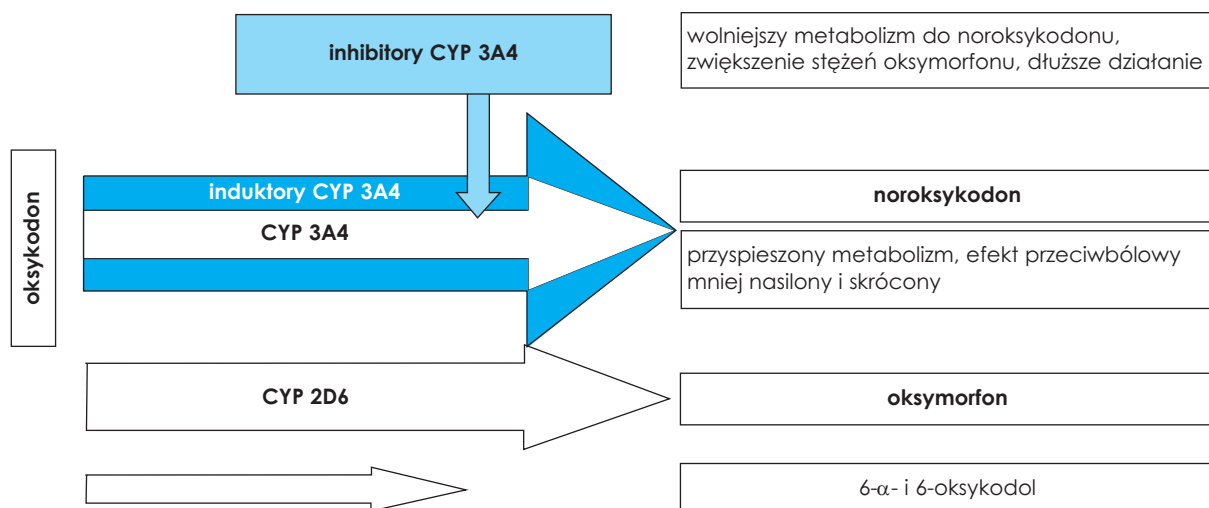 inhibitory CYP 3A4
wolniejszy metabolizm do noroksykodonu,
zwiększenie stężeń oksymorfonu, dłuższe działanie
oksykodon
induktory CYP 3A4
CYP 3A4
noroksykodon
przyspieszony metabolizm, efekt przeciwbólowy
mniej nasilony i skrócony
CYP 2D6
oksymorfon
6-α- i 6-oksykodol